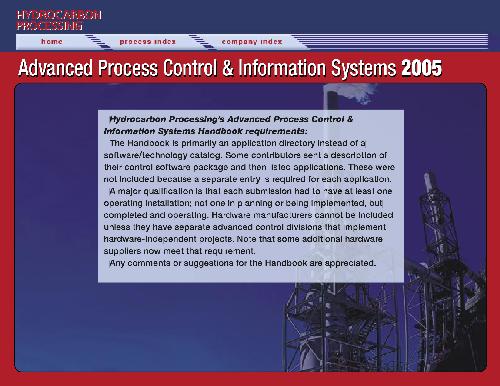 HYDROCARBON
PROCESSING
home process index company index
Advanced Process Control & Information Systems 2005
Hydrocarbon Processing's Advanced Process Control &
Information Systems Handbook requirements:
The Handbook is primarily an application directory instead of a
software/technology catalog. Some contributors sent a description of
their control software package and then listed applications. These were
not included because a separate entry is required for each application.
A major qualification is that each submission had to have at least one
operating installation; not one in planning or being implemented, but
completed and operating. Hardware manufacturers cannot be included
unless they have separate advanced control divisions that implement
hardware-independent projects. Note that some additional hardware
suppliers now meet that requirement.
Any comments or suggestions for the Handbook are appreciated.